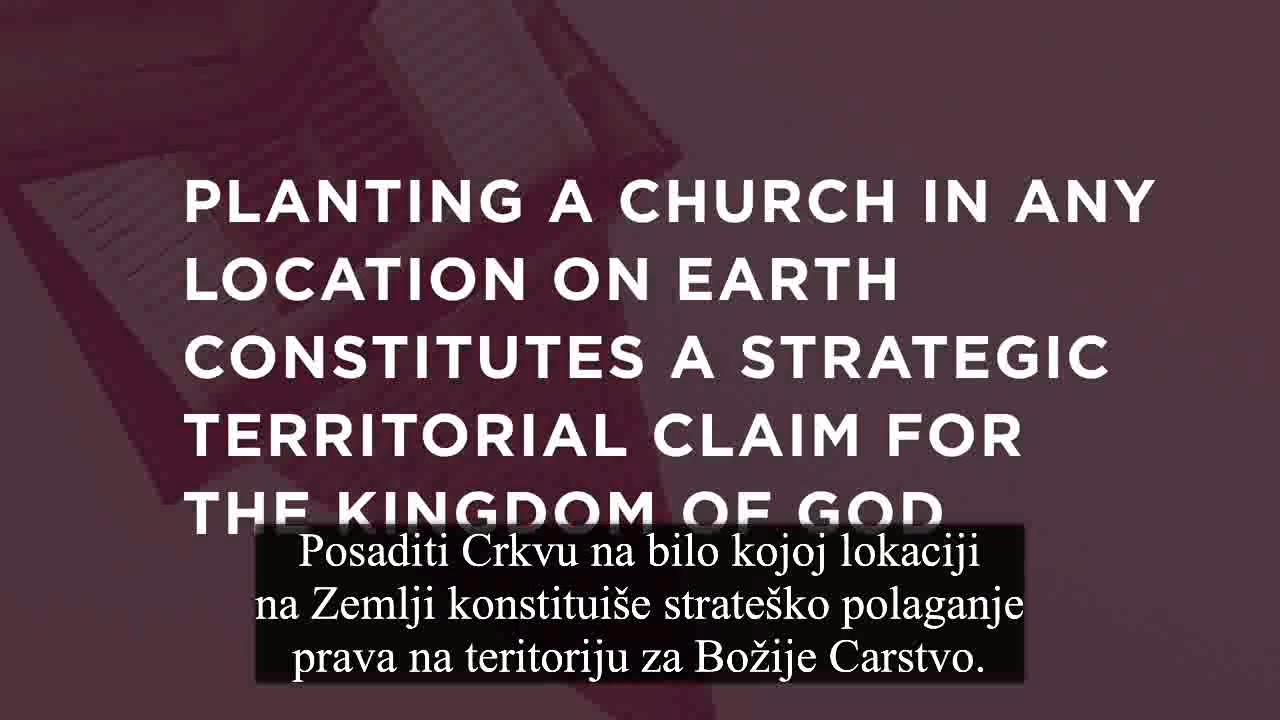 PLANTING A CHURCH IN ANY
LOCATION ON EARTH
CONSTITUTES A STRATEGIC
TERRITORIAL CLAIM FOR
THE KINGDOM OF GOD
Posaditi Crkvu na bilo kojoj lokaciji
na Zemlji konstituiše strateško polaganje
prava na teritoriju za Božije Carstvo.